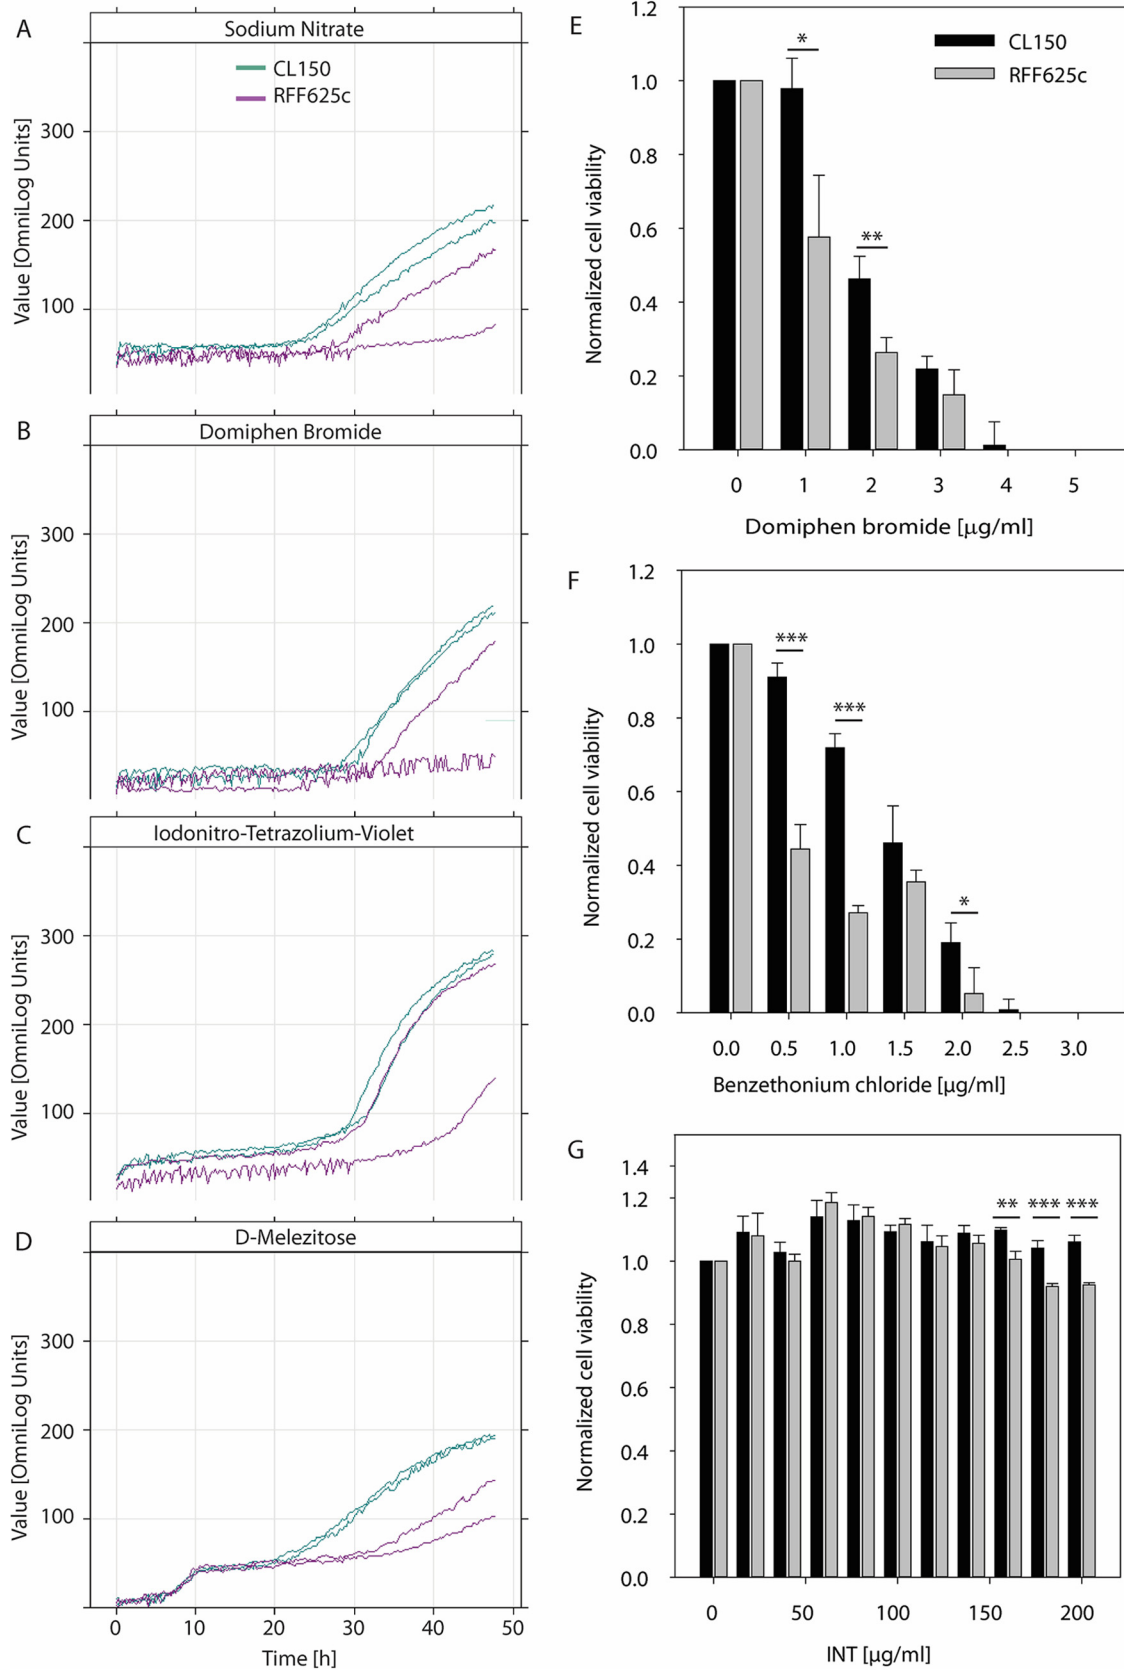 A
Sodium Nitrate
CL150
RFF625c
Value [OmniLog Units]
300
200
100
B
Domiphen Bromide
Value [OmniLog Units]
300
200
100
C
Iodonitro-Tetrazolium-Violet
Value [OmniLog Units]
300
200
100
D
D-Melezitose
Value [OmniLog Units]
300
200
100
0 10 20 30 40 50
Time [h]
E
CL150
RFF625c
Normalized cell viability
1.2
1.0
0.8
0.6
0.4
0.2
0.0
*
**
0 1 2 3 4 5
Domiphen bromide [μg/ml]
F
Normalized cell viability
1.2
1.0
0.8
0.6
0.4
0.2
0.0
***
***
*
0.0 0.5 1.0 1.5 2.0 2.5 3.0
Benzethonium chloride [μg/ml]
G
Normalized cell viability
1.4
1.2
1.0
0.8
0.6
0.4
0.2
0.0
** *** ***
0 50 100 150 200
INT [μg/ml]